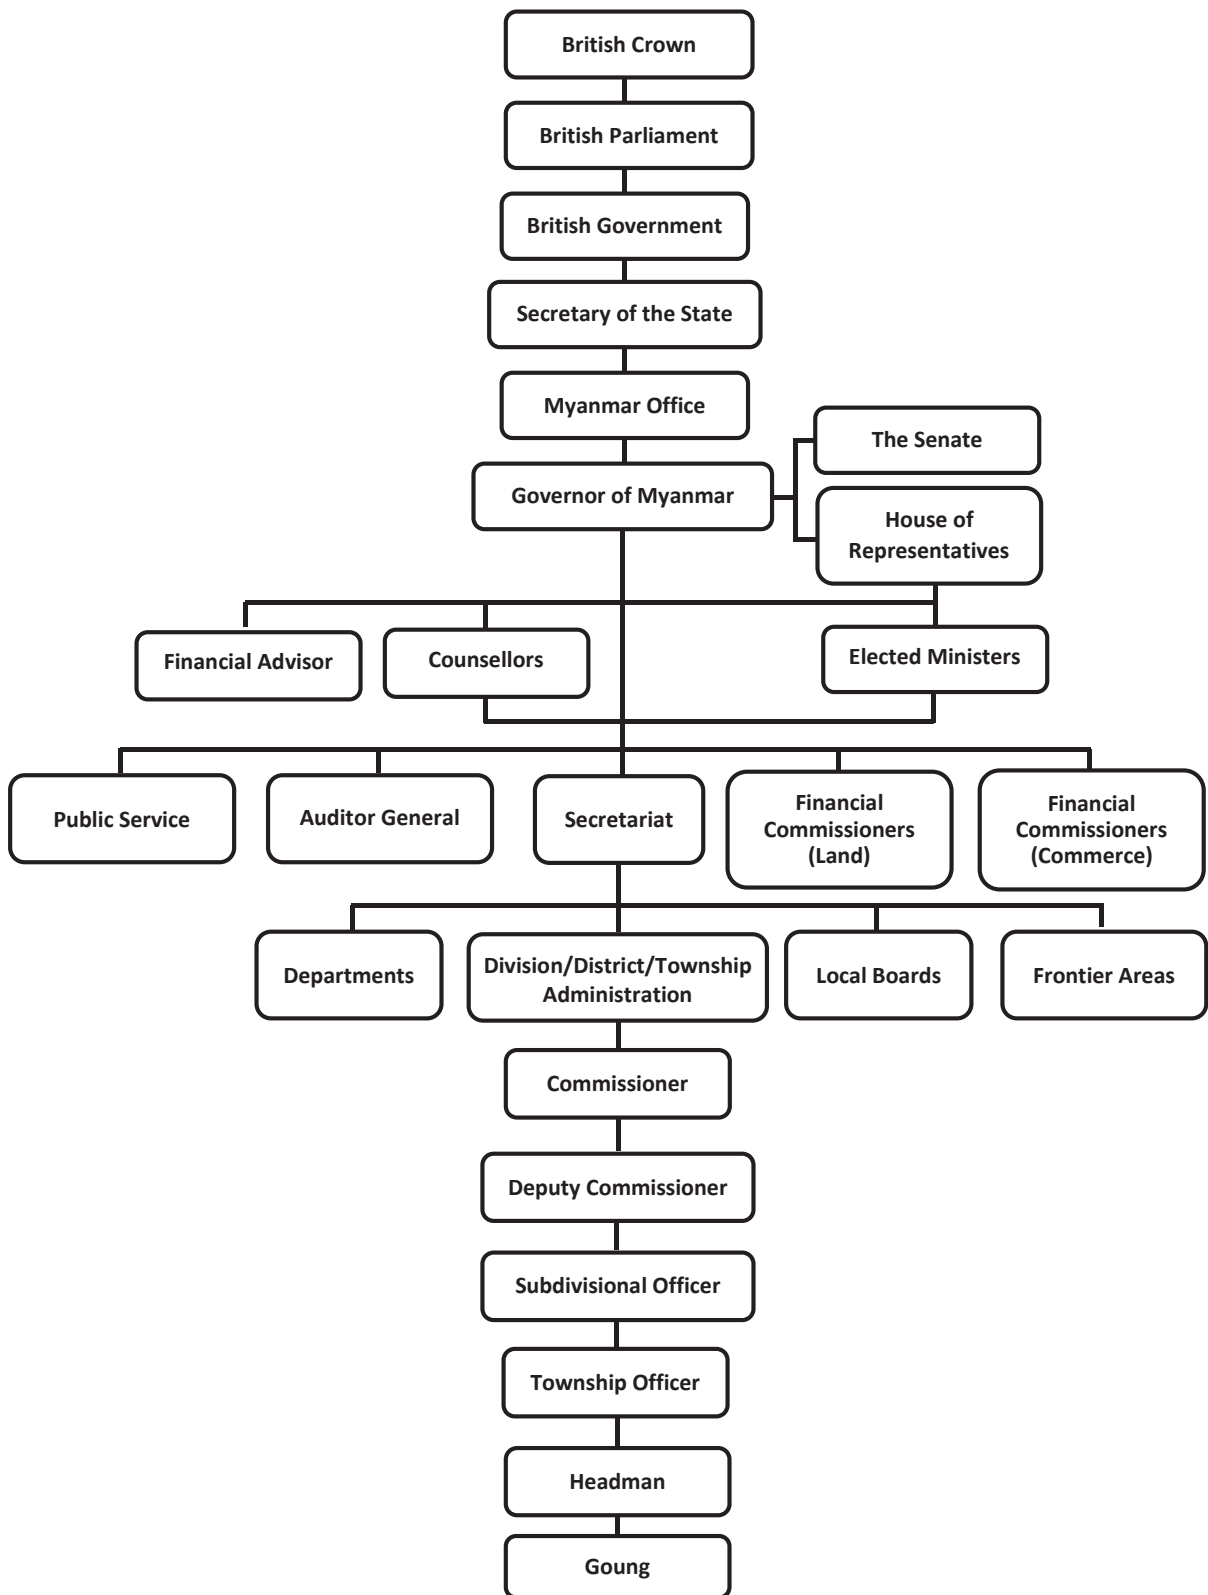 British Crown
British Parliament
British Government
Secretary of the State
Myanmar Office
The Senate
Governor of Myanmar
House of
Representatives
Financial Advisor
Counsellors
Elected Ministers
Public Service
Auditor General
Secretariat
Financial
Commissioners
(Land)
Financial
Commissioners
(Commerce)
Departments
Division/District/Township
Administration
Local Boards
Frontier Areas
Commissioner
Deputy Commissioner
Subdivisional Officer
Township Officer
Headman
Goung